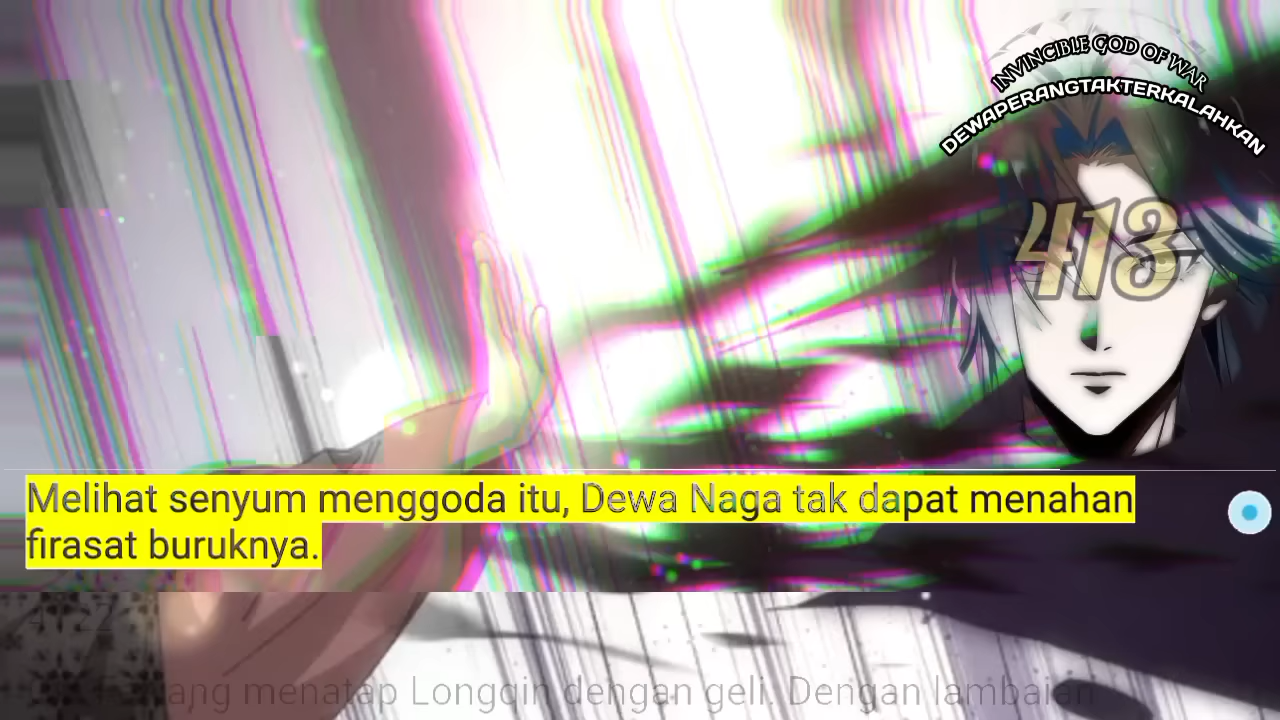 INVINCIBLE GOD OF WAR
DEWAPERANGTAKTERKALAHKAN
413
Melihat senyum menggoda itu, Dewa Naga tak dapat menahan
firasat buruknya.
menatap Longqin dengan geli. Dengan lambaian